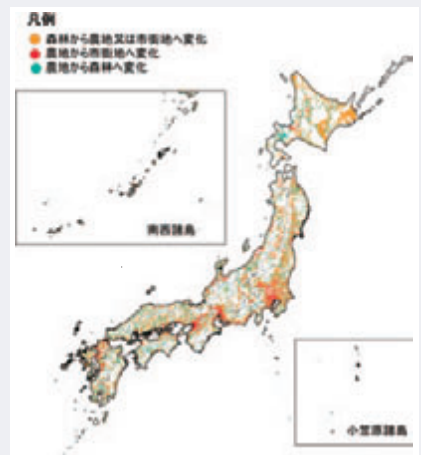 凡例
森林から農地又は市街地へ変化
農地から市街地へ変化
農地から森林へ変化
南西諸島
小笠原諸島